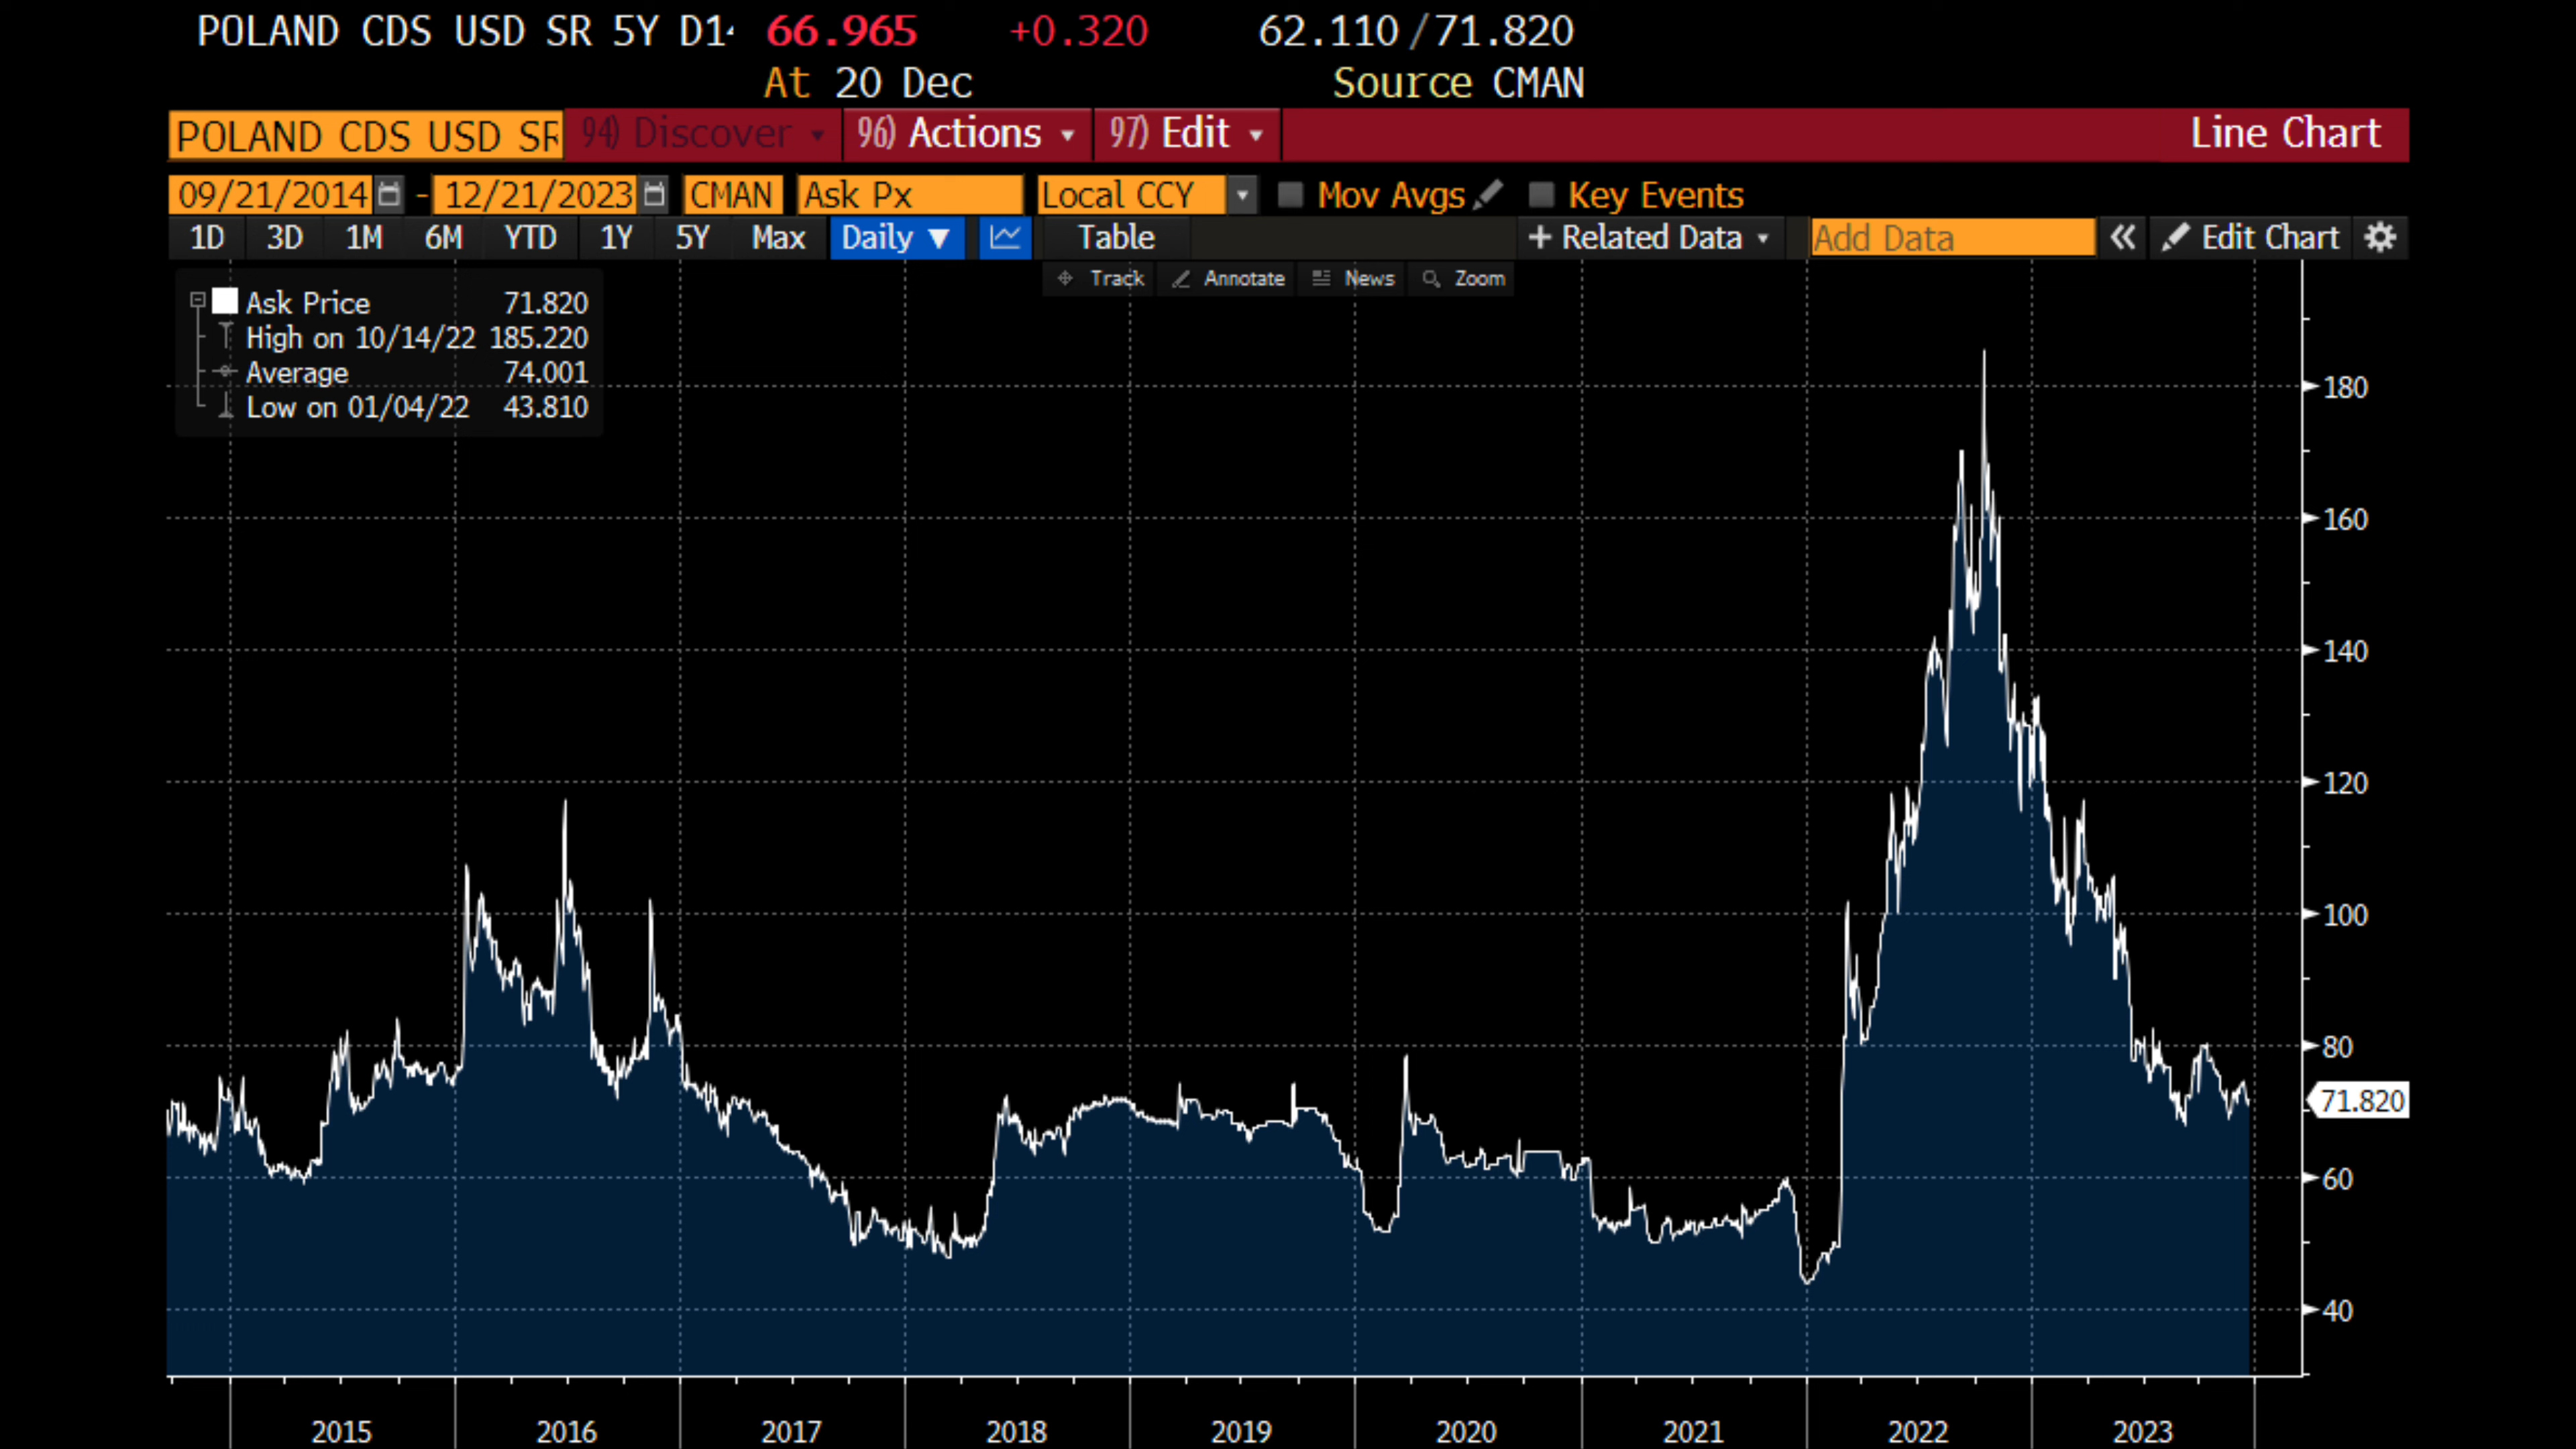 POLAND CDS USD SR 5Y D14 66.965 +0.320 62.110/71.820
At 20 Dec Source CMAN
POLAND CDS USD SR 94) Discover 96) Actions 97) Edit Line Chart
09/21/2014 - 12/21/2023 CMAN Ask Px Local CCY Mov Avgs Key Events
1D 3D 1M 6M YTD 1Y 5Y Max Daily ▼ Table + Related Data Add Data « Edit Chart
Track Annotate News Zoom
Ask Price 71.820
High on 10/14/22 185.220
Average 74.001
Low on 01/04/22 43.810
180
160
140
120
100
80
71.820
60
40
2015 2016 2017 2018 2019 2020 2021 2022 2023